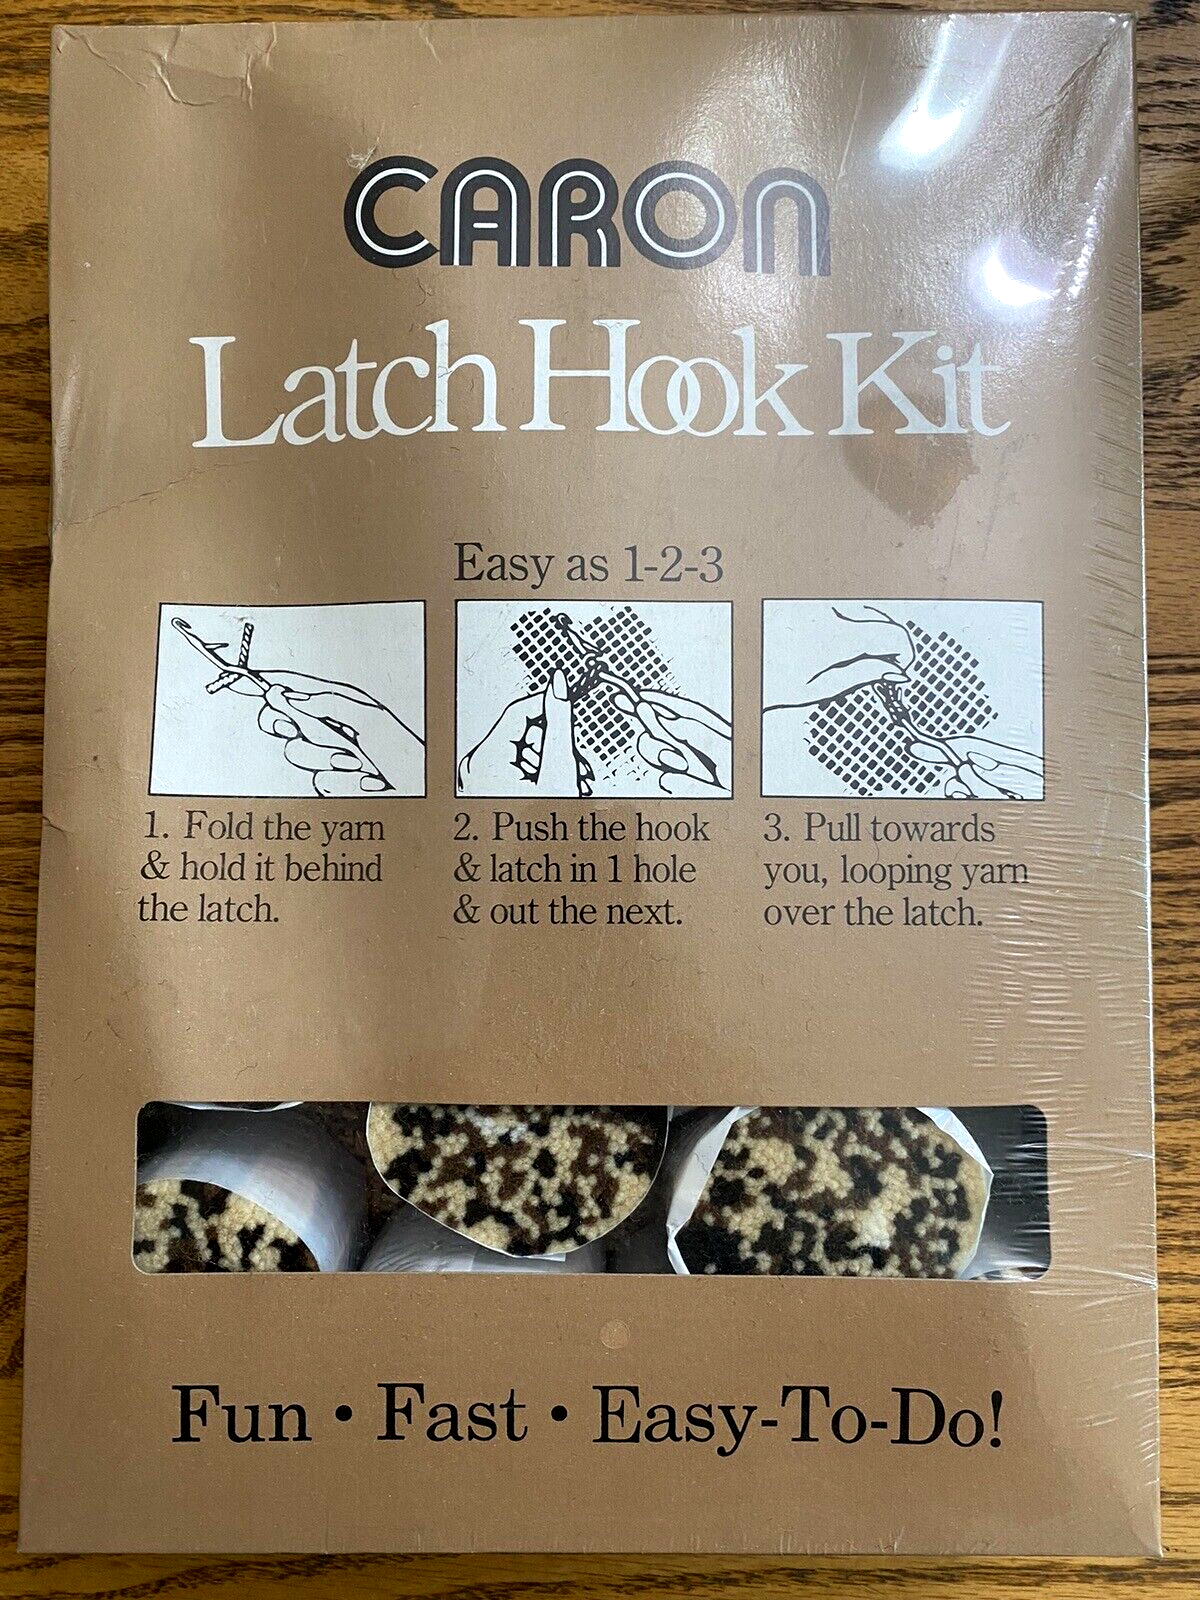 CARON
Latch Hook Kit
Easy as 1-2-3
1. Fold the yarn
& hold it behind
the latch.
2. Push the hook
& latch in 1 hole
& out the next.
3. Pull towards
you, looping yarn
over the latch.
Fun • Fast • Easy-To-Do!